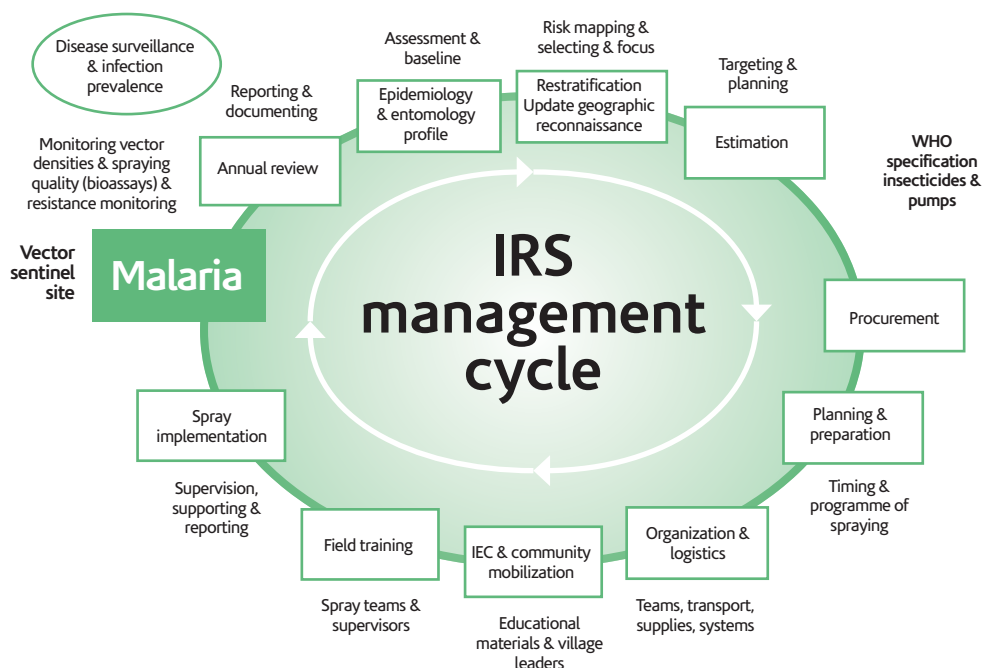 Disease surveillance
& infection
prevalence
Assessment &
baseline
Risk mapping &
selecting & focus
Targeting &
planning
Reporting &
documenting
Epidemiology
& entomology
profile
Restratification
Update geographic
reconnaissance
Estimation
Monitoring vector
densities & spraying
quality (bioassays) &
resistance monitoring
Annual review
WHO
specification
insecticides &
pumps
Vector
sentinel
site
Malaria
IRS
management
cycle
Procurement
Spray
implementation
Planning &
preparation
Supervision,
supporting &
reporting
Timing &
programme of
spraying
Field training
IEC & community
mobilization
Organization &
logistics
Spray teams &
supervisors
Educational
materials & village
leaders
Teams, transport,
supplies, systems